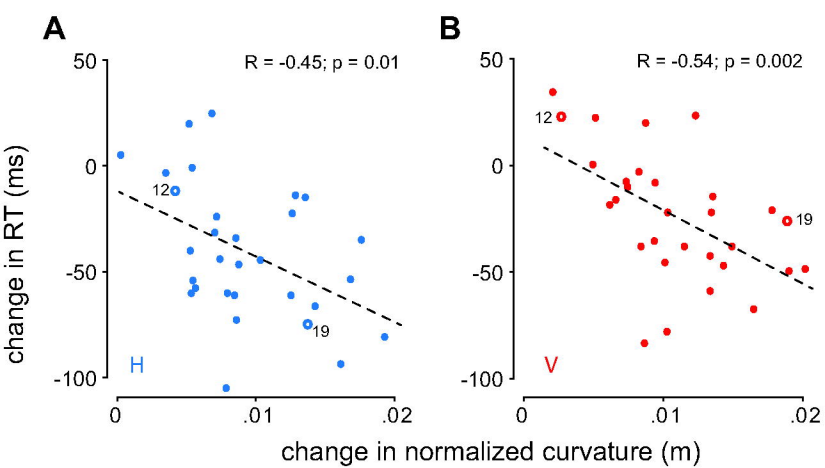 A
B
R = -0.45; p = 0.01
R = -0.54; p = 0.002
change in RT (ms)
50
0
-50
-100
12
19
H
0
.01
.02
50
0
-50
-100
12
19
V
0
.01
.02
change in normalized curvature (m)